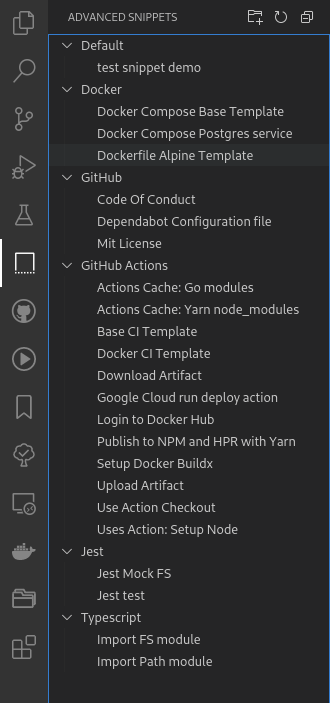 ADVANCED SNIPPETS
Default
test snippet demo
Docker
Docker Compose Base Template
Docker Compose Postgres service
Dockerfile Alpine Template
GitHub
Code Of Conduct
Dependabot Configuration file
Mit License
GitHub Actions
Actions Cache: Go modules
Actions Cache: Yarn node_modules
Base CI Template
Docker CI Template
Download Artifact
Google Cloud run deploy action
Login to Docker Hub
Publish to NPM and HPR with Yarn
Setup Docker Buildx
Upload Artifact
Use Action Checkout
Uses Action: Setup Node
Jest
Jest Mock FS
Jest test
Typescript
Import FS module
Import Path module